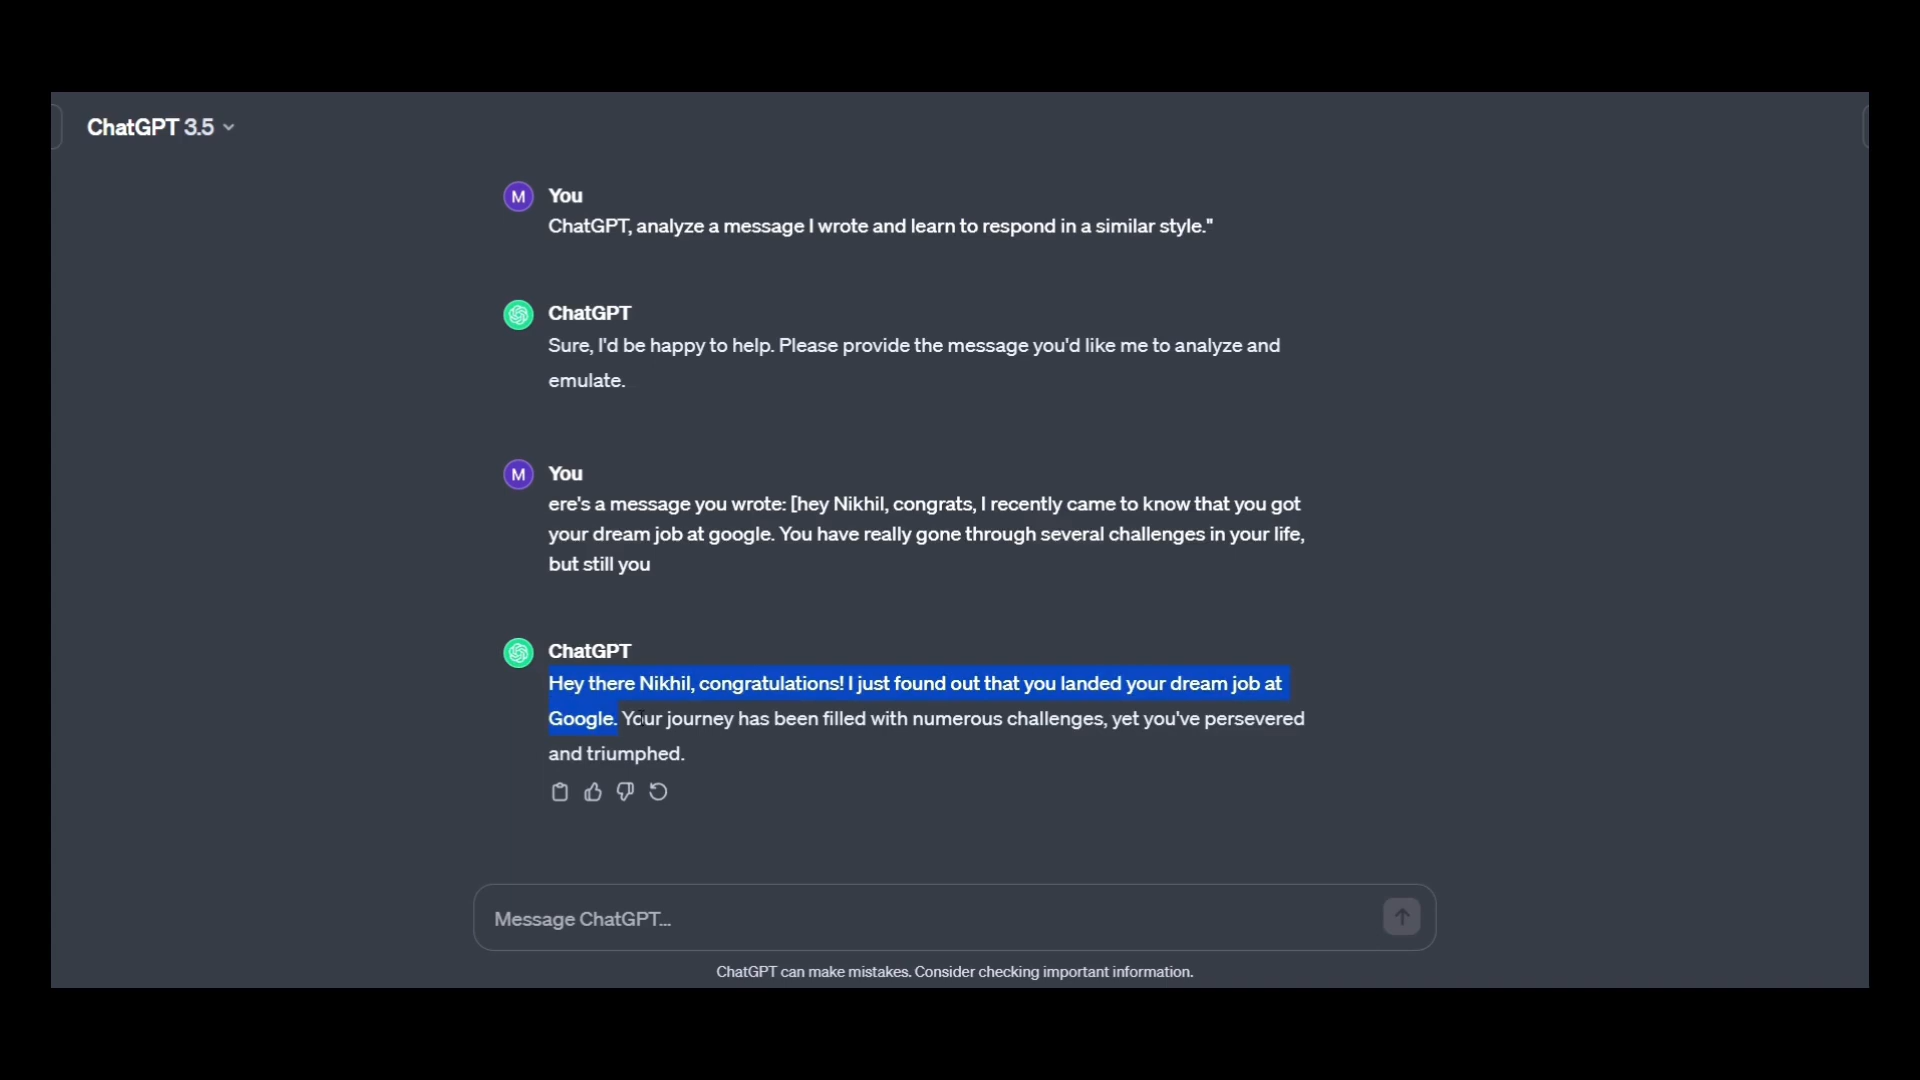 ChatGPT 3.5
M
You
ChatGPT, analyze a message I wrote and learn to respond in a similar style."
ChatGPT
Sure, I'd be happy to help. Please provide the message you'd like me to analyze and
emulate.
M
You
ere's a message you wrote: [hey Nikhil, congrats, I recently came to know that you got
your dream job at google. You have really gone through several challenges in your life,
but still you
ChatGPT
Hey there Nikhil, congratulations! I just found out that you landed your dream job at
Google. Your journey has been filled with numerous challenges, yet you've persevered
and triumphed.
Message ChatGPT...
ChatGPT can make mistakes. Consider checking important information.